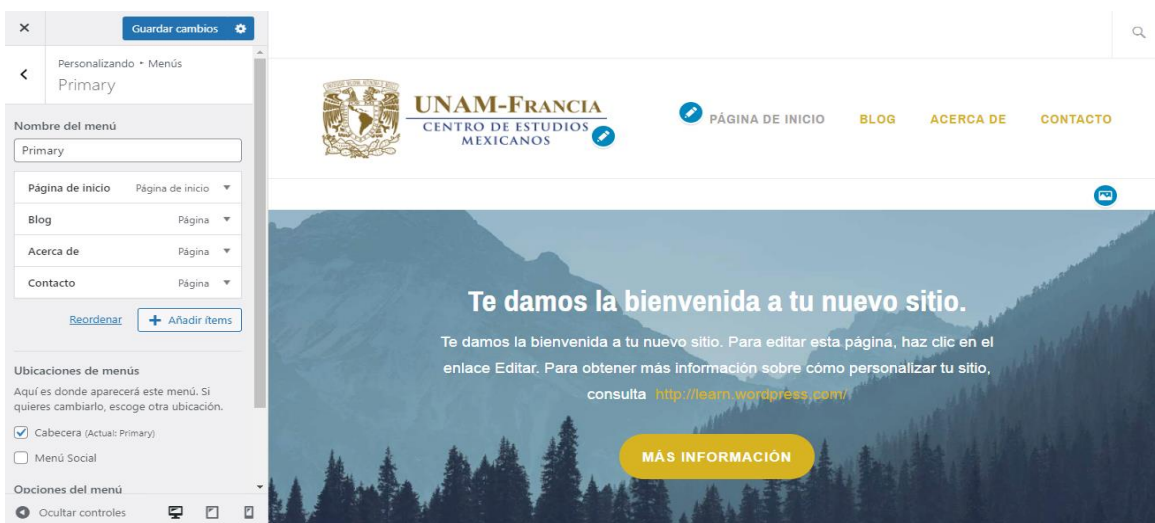 Guardar cambios
Personalizando • Menús
Primary
Nombre del menú
Primary
Página de inicio Página de inicio
Blog Página
Acerca de Página
Contacto Página
Reordenar
+ Añadir ítems
Ubicaciones de menús
Aquí es donde aparecerá este menú. Si
quieres cambiarlo, escoge otra ubicación.
Cabecera (Actual: Primary)
Menú Social
Opciones del menú
Ocultar controles
UNAM-FRANCIA
CENTRO DE ESTUDIOS
MEXICANOS
PÁGINA DE INICIO BLOG ACERCA DE CONTACTO
Te damos la bienvenida a tu nuevo sitio.
Te damos la bienvenida a tu nuevo sitio. Para editar esta página, haz clic en el
enlace Editar. Para obtener más información sobre cómo personalizar tu sitio,
consulta http://learn.wordpress.com/
MÁS INFORMACIÓN